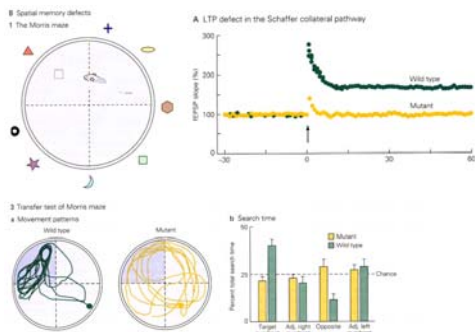 B Spatial memory defects
1 The Morris maze
A LTP defect in the Schaffer collateral pathway
fEPSP slope (%)
300
200
100
0
-30
0
30
60
Wild type
Mutant
3 Transfer test of Morris maze
a Movement patterns
Wild type
Mutant
b Search time
Percent total search time
50
25
0
Mutant
Wild type
Chance
Target
Adj, right
Opposite
Adj, left